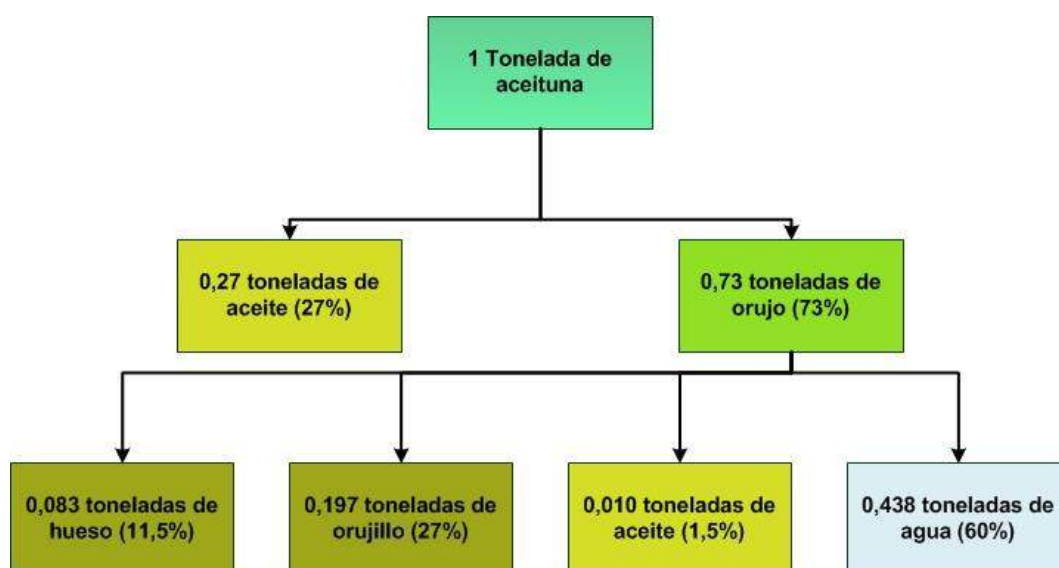 1 Tonelada de
aceituna
0,27 toneladas de
aceite (27%)
0,73 toneladas de
orujo (73%)
0,083 toneladas de
hueso (11,5%)
0,197 toneladas de
orujillo (27%)
0,010 toneladas de
aceite (1,5%)
0,438 toneladas de
agua (60%)